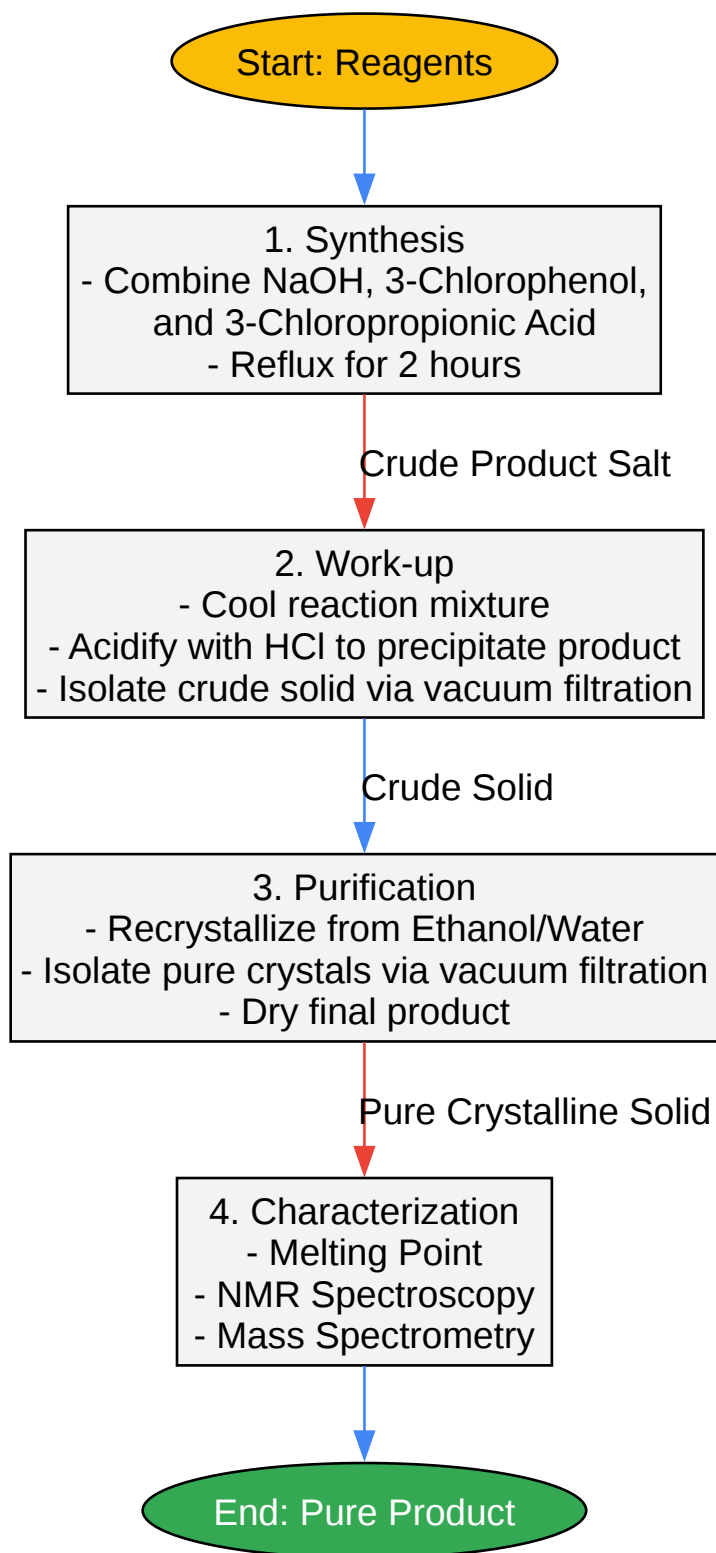 Start: Reagents
1. Synthesis
- Combine NaOH, 3-Chlorophenol,
and 3-Chloropropionic Acid
- Reflux for 2 hours
Crude Product Salt
2. Work-up
- Cool reaction mixture
- Acidify with HCl to precipitate product
- Isolate crude solid via vacuum filtration
Crude Solid
3. Purification
- Recrystallize from Ethanol/Water
- Isolate pure crystals via vacuum filtration
- Dry final product
Pure Crystalline Solid
4. Characterization
- Melting Point
- NMR Spectroscopy
- Mass Spectrometry
End: Pure Product